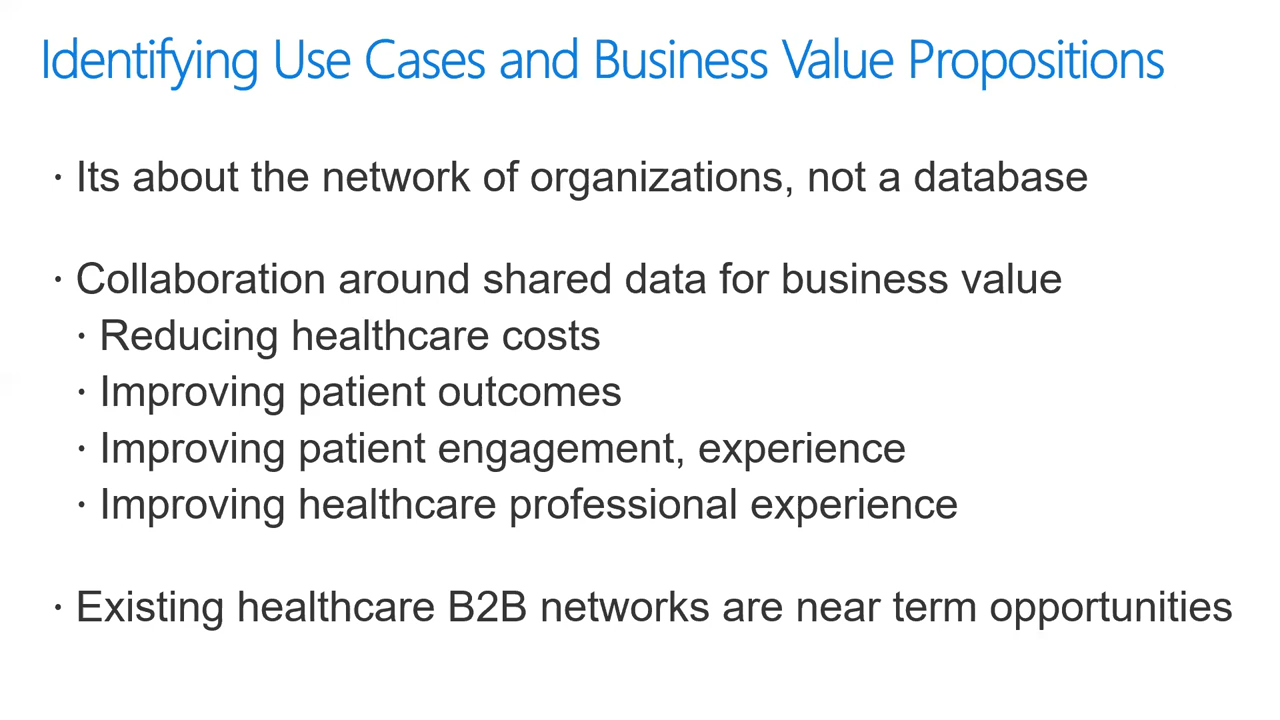 Identifying Use Cases and Business Value Propositions
· Its about the network of organizations, not a database
· Collaboration around shared data for business value
· Reducing healthcare costs
· Improving patient outcomes
· Improving patient engagement, experience
· Improving healthcare professional experience
· Existing healthcare B2B networks are near term opportunities